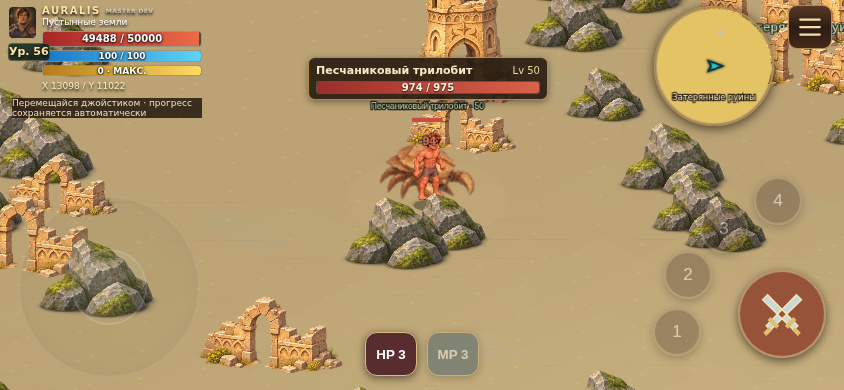 AURALIS MASTER DEV
Пустынные земли
49488 / 50000
Ур. 56
100 / 100
0 · МАКС.
X 13098 / Y 11022
Перемещайся джойстиком · прогресс
сохраняется автоматически
Песчаниковый трилобит Lv 50
974 / 975
Песчаниковый трилобит · 50
Затерянные руины
4
3
2
1
HP 3
MP 3